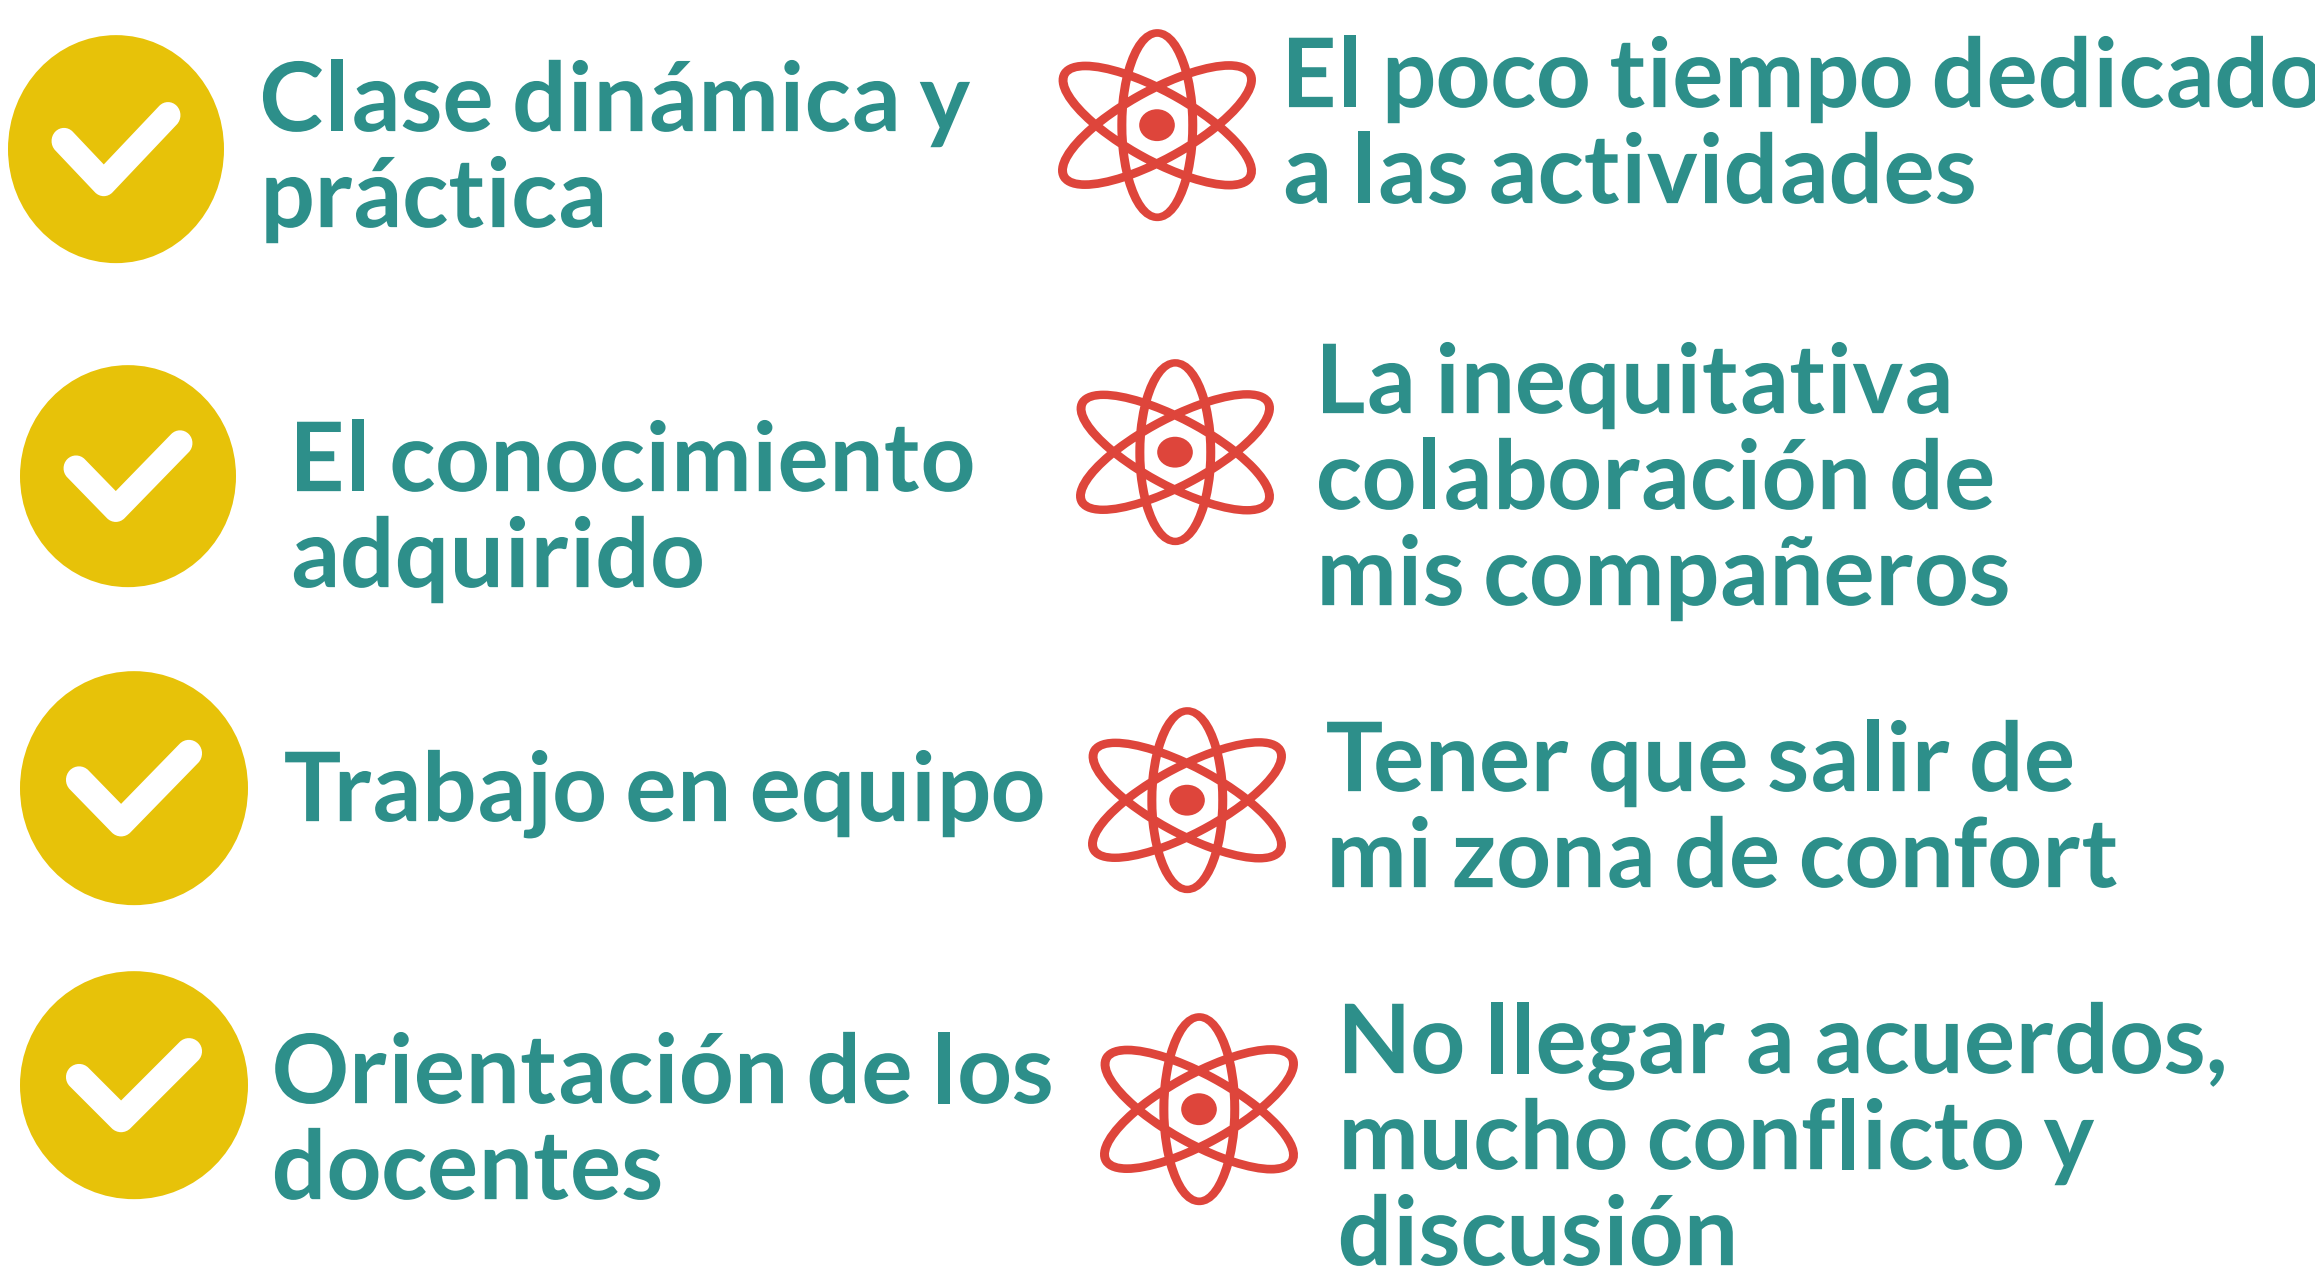 Clase dinámica y
práctica
El poco tiempo dedicado
a las actividades
El conocimiento
adquirido
La inequitativa
colaboración de
mis compañeros
Trabajo en equipo
Tener que salir de
mi zona de confort
Orientación de los
docentes
No llegar a acuerdos,
mucho conflicto y
discusión